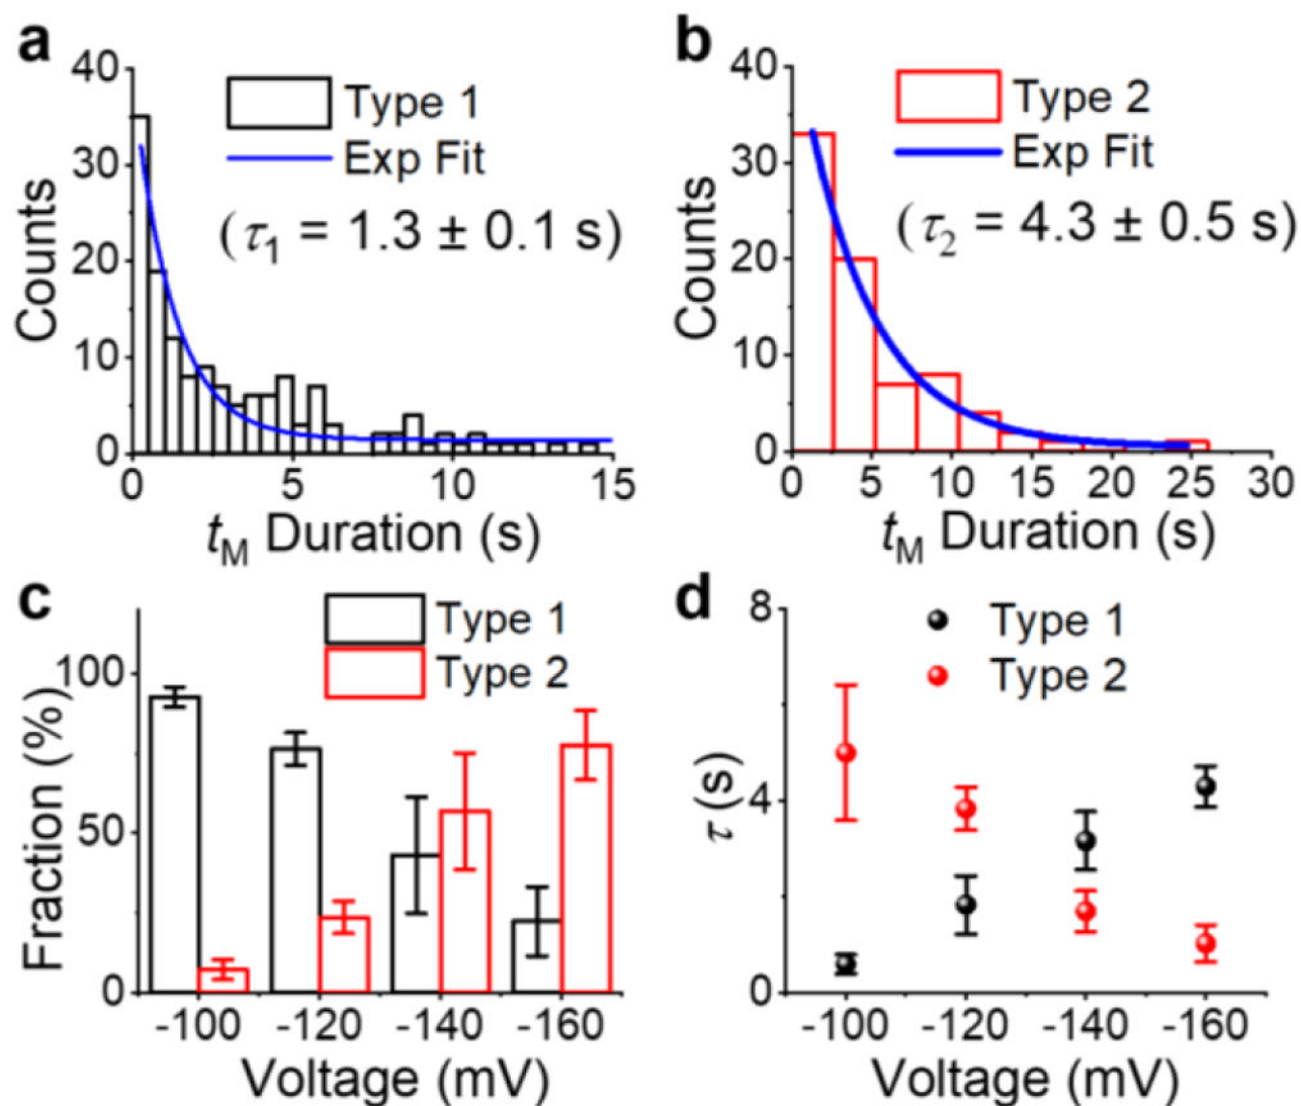 a
40
30
20
10
0
Counts
Type 1
Exp Fit
(τ1 = 1.3 ± 0.1 s)
0 5 10 15
tM Duration (s)
b
40
30
20
10
0
Counts
Type 2
Exp Fit
(τ2 = 4.3 ± 0.5 s)
0 5 10 15 20 25 30
tM Duration (s)
c
100
50
0
Fraction (%)
Type 1
Type 2
-100 -120 -140 -160
Voltage (mV)
d
8
4
0
τ (s)
Type 1
Type 2
-100 -120 -140 -160
Voltage (mV)